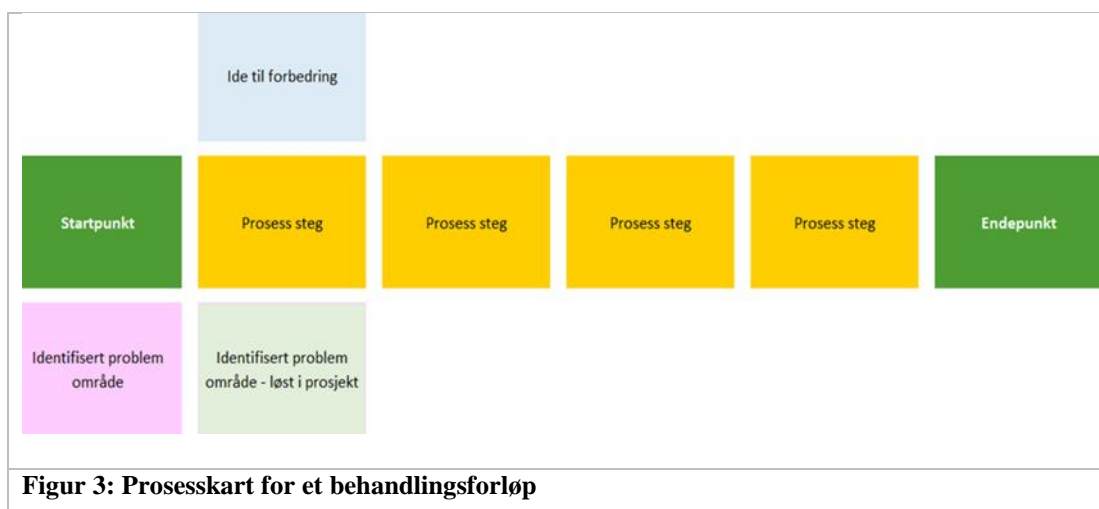 Ide til forbedring
Startpunkt
Prosess steg
Prosess steg
Prosess steg
Prosess steg
Endepunkt
Identifisert problem
område
Identifisert problem
område - løst i prosjekt
Figur 3: Prosesskart for et behandlingsforløp